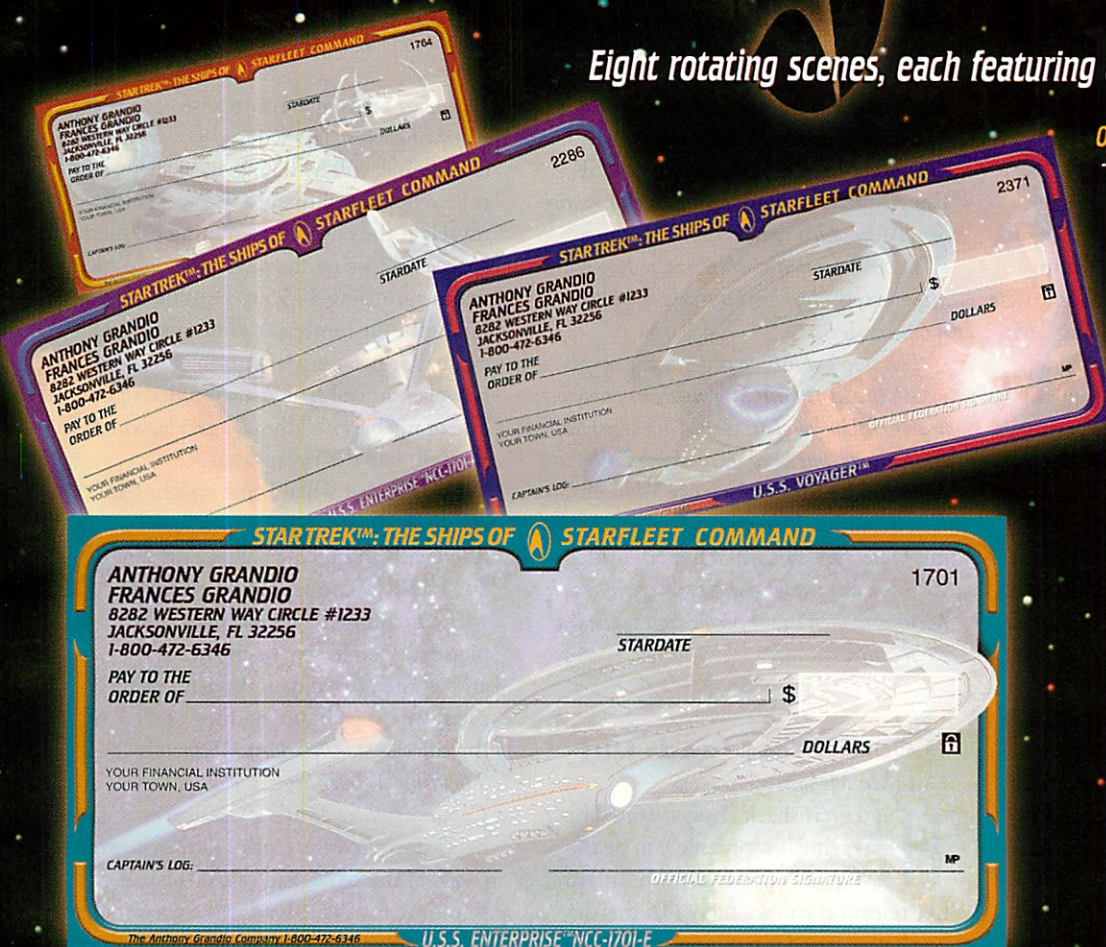 Eight rotating scenes, each featuring
STAR TREK™: THE SHIPS OF STARFLEET COMMAND
1764
ANTHONY GRANDIO
FRANCES GRANDIO
8282 WESTERN WAY CIRCLE #1233
JACKSONVILLE, FL 32256
1-800-472-6346
STARDATE
PAY TO THE
ORDER OF
$
DOLLARS
YOUR FINANCIAL INSTITUTION
YOUR TOWN, USA
CAPTAIN'S LOG:
STAR TREK™: THE SHIPS OF STARFLEET COMMAND
2286
ANTHONY GRANDIO
FRANCES GRANDIO
8282 WESTERN WAY CIRCLE #1233
JACKSONVILLE, FL 32256
1-800-472-6346
STARDATE
PAY TO THE
ORDER OF
YOUR FINANCIAL INSTITUTION
YOUR TOWN, USA
U.S.S. ENTERPRISE NCC-1701-
STAR TREK™: THE SHIPS OF STARFLEET COMMAND
2371
ANTHONY GRANDIO
FRANCES GRANDIO
8282 WESTERN WAY CIRCLE #1233
JACKSONVILLE, FL 32256
1-800-472-6346
STARDATE
PAY TO THE
ORDER OF
$
DOLLARS
YOUR FINANCIAL INSTITUTION
YOUR TOWN, USA
MP
CAPTAIN'S LOG:
OFFICIAL FEDERATION SIGNATURE
U.S.S. VOYAGER™
STAR TREK™: THE SHIPS OF STARFLEET COMMAND
1701
ANTHONY GRANDIO
FRANCES GRANDIO
8282 WESTERN WAY CIRCLE #1233
JACKSONVILLE, FL 32256
1-800-472-6346
STARDATE
PAY TO THE
ORDER OF
$
DOLLARS
YOUR FINANCIAL INSTITUTION
YOUR TOWN, USA
CAPTAIN'S LOG:
MP
OFFICIAL FEDERATION SIGNATURE
The Anthony Grandio Company 1-800-472-6346
U.S.S. ENTERPRISE™ NCC-1701-E